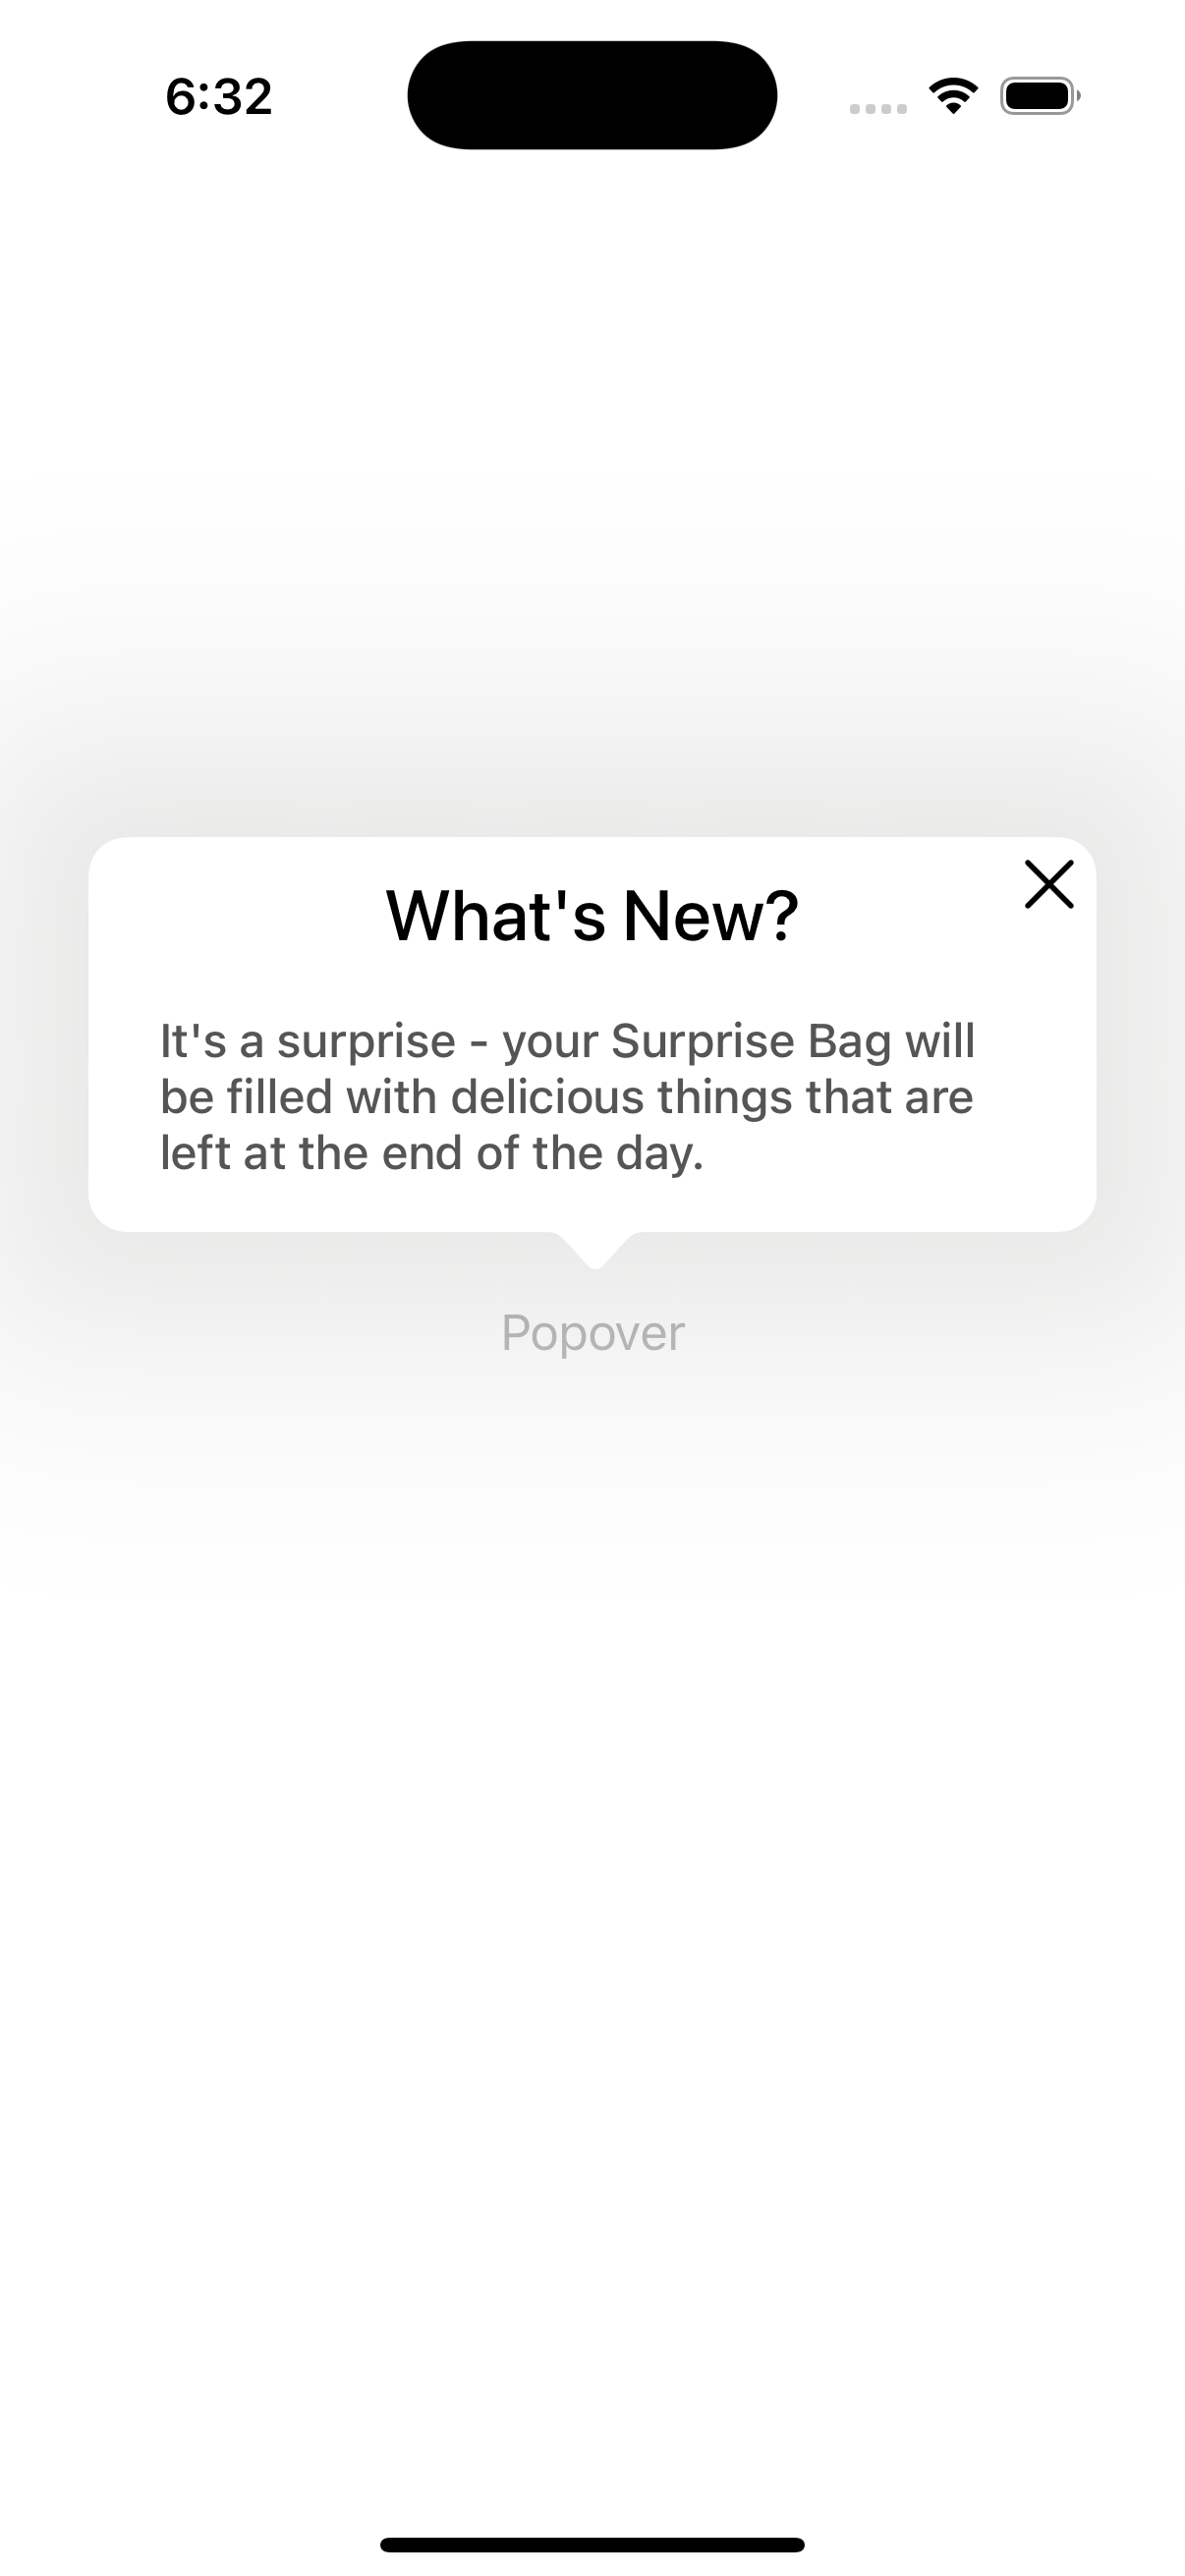 6:32
What's New?
It's a surprise - your Surprise Bag will
be filled with delicious things that are
left at the end of the day.
Popover